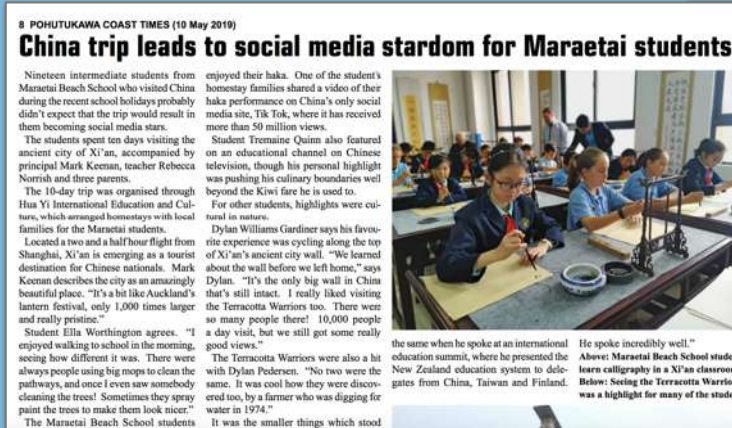 8 POHUTUKAWA COAST TIMES (10 May 2019)
China trip leads to social media stardom for Maraetai students
Nineteen intermediate students from
Maraetai Beach School who visited China
during the recent school holidays probably
didn't expect that the trip would result in
them becoming social media stars.
The students spent ten days visiting the
ancient city of Xi'an, accompanied by
principal Mark Keenan, teacher Rebecca
Norrish and three parents.
The 10-day trip was organised through
Hua Yi International Education and Cul-
ture, which arranged homestays with local
families for the Maraetai students.
Located a two and a half hour flight from
Shanghai, Xi'an is emerging as a tourist
destination for Chinese nationals. Mark
Keenan describes the city as an amazingly
beautiful place. "It's a bit like Auckland's
lantern festival, only 1,000 times larger
and really pristine."
Student Ella Worthington agrees. "I
enjoyed walking to school in the morning,
seeing how different it was. There were
always people using big mops to clean the
pathways, and once I even saw somebody
cleaning the trees! Sometimes they spray
paint the trees to make them look nicer."
The Maraetai Beach School students
enjoyed their haka. One of the student's
homestay families shared a video of their
haka performance on China's only social
media site, Tik Tok, where it has received
more than 50 million views.
Student Tremaine Quinn also featured
on an educational channel on Chinese
television, though his personal highlight
was pushing his culinary boundaries well
beyond the Kiwi fare he is used to.
For other students, highlights were cul-
tural in nature.
Dylan Williams Gardiner says his favou-
rite experience was cycling along the top
of Xi'an's ancient city wall. "We learned
about the wall before we left home," says
Dylan. "It's the only big wall in China
that's still intact. I really liked visiting
the Terracotta Warriors too. There were
so many people there! 10,000 people
a day visit, but we still got some really
good views."
The Terracotta Warriors were also a hit
with Dylan Pedersen. "No two were the
same. It was cool how they were discov-
ered too, by a farmer who was digging for
water in 1974."
It was the smaller things which stood
the same when he spoke at an international
education summit, where he presented the
New Zealand education system to dele-
gates from China, Taiwan and Finland.
He spoke incredibly well."
Above: Maraetai Beach School stude
learn calligraphy in a Xi'an classroo
Below: Seeing the Terracotta Warrio
was a highlight for many of the stude